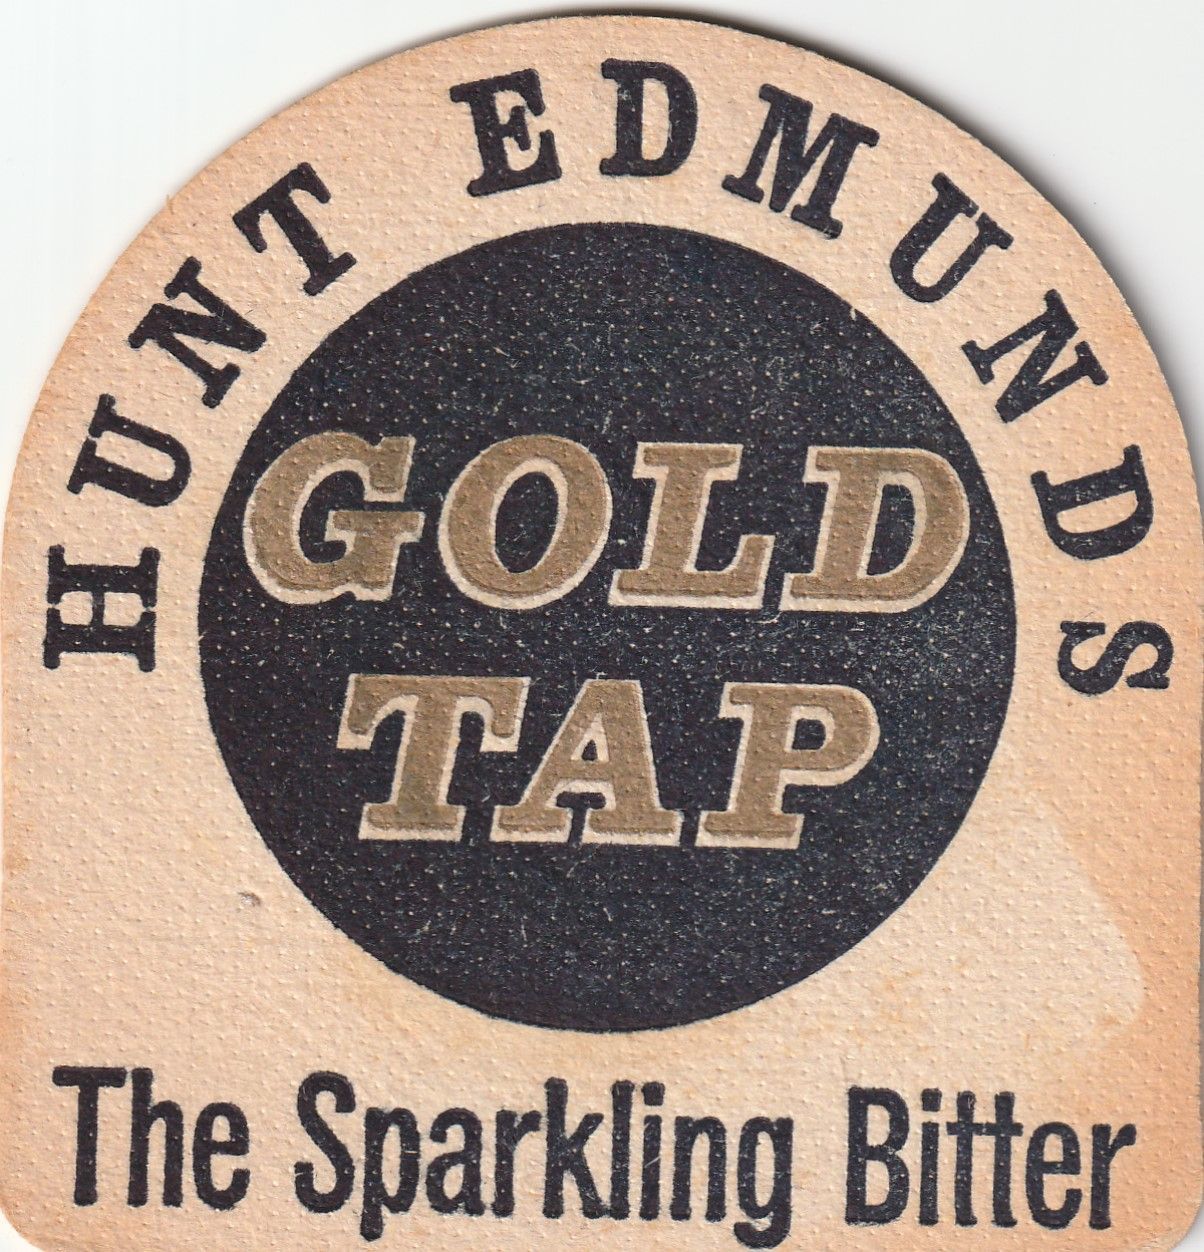 HUNT EDMUNDS
GOLD
TAP
The Sparkling Bitter